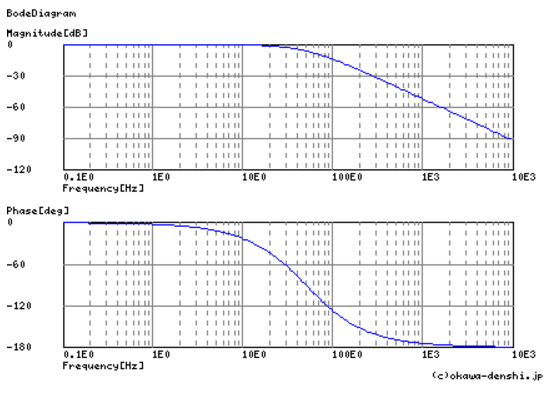 BodeDiagram
Magnitude[dB]
0
-30
-60
-90
-120
0.1E0 1E0 10E0 100E0 1E3 10E3
Frequency[Hz]
Phase[deg]
0
-60
-120
-180
0.1E0 1E0 10E0 100E0 1E3 10E3
Frequency[Hz]
(c)okawa-denshi.jp